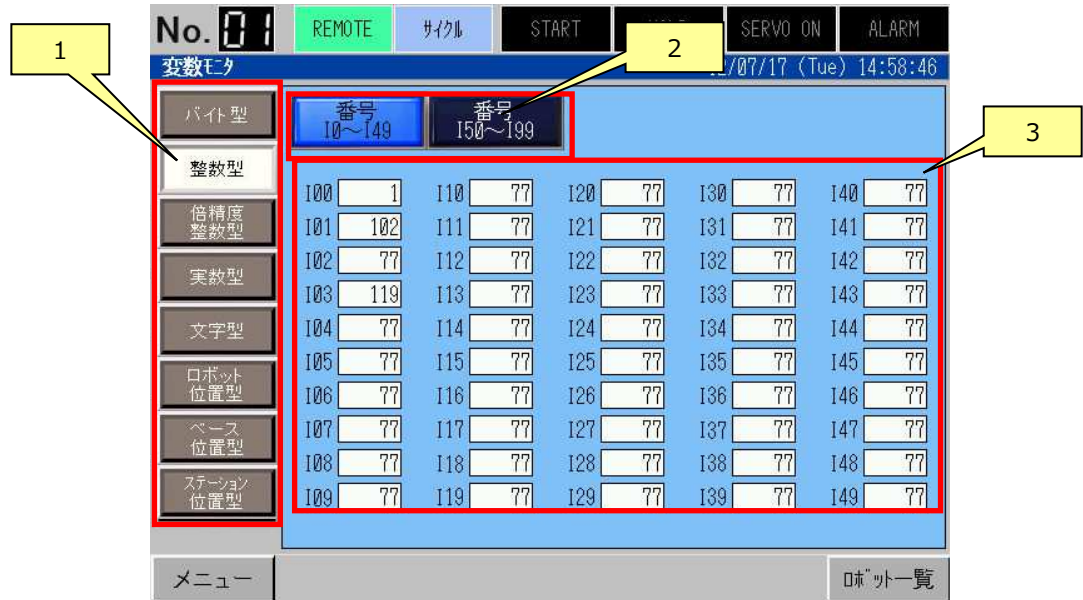 No. 01 REMOTE サイクル START SERVO ON ALARM
変数モニタ /07/17 (Tue) 14:58:46
1
2
3
バイト型
整数型
倍精度
整数型
実数型
文字型
ロボット
位置型
ベース
位置型
ステーション
位置型
番号
I0～I49
番号
I50～I99
I00 1 I10 77 I20 77 I30 77 I40 77
I01 102 I11 77 I21 77 I31 77 I41 77
I02 77 I12 77 I22 77 I32 77 I42 77
I03 119 I13 77 I23 77 I33 77 I43 77
I04 77 I14 77 I24 77 I34 77 I44 77
I05 77 I15 77 I25 77 I35 77 I45 77
I06 77 I16 77 I26 77 I36 77 I46 77
I07 77 I17 77 I27 77 I37 77 I47 77
I08 77 I18 77 I28 77 I38 77 I48 77
I09 77 I19 77 I29 77 I39 77 I49 77
メニュー ロボット一覧